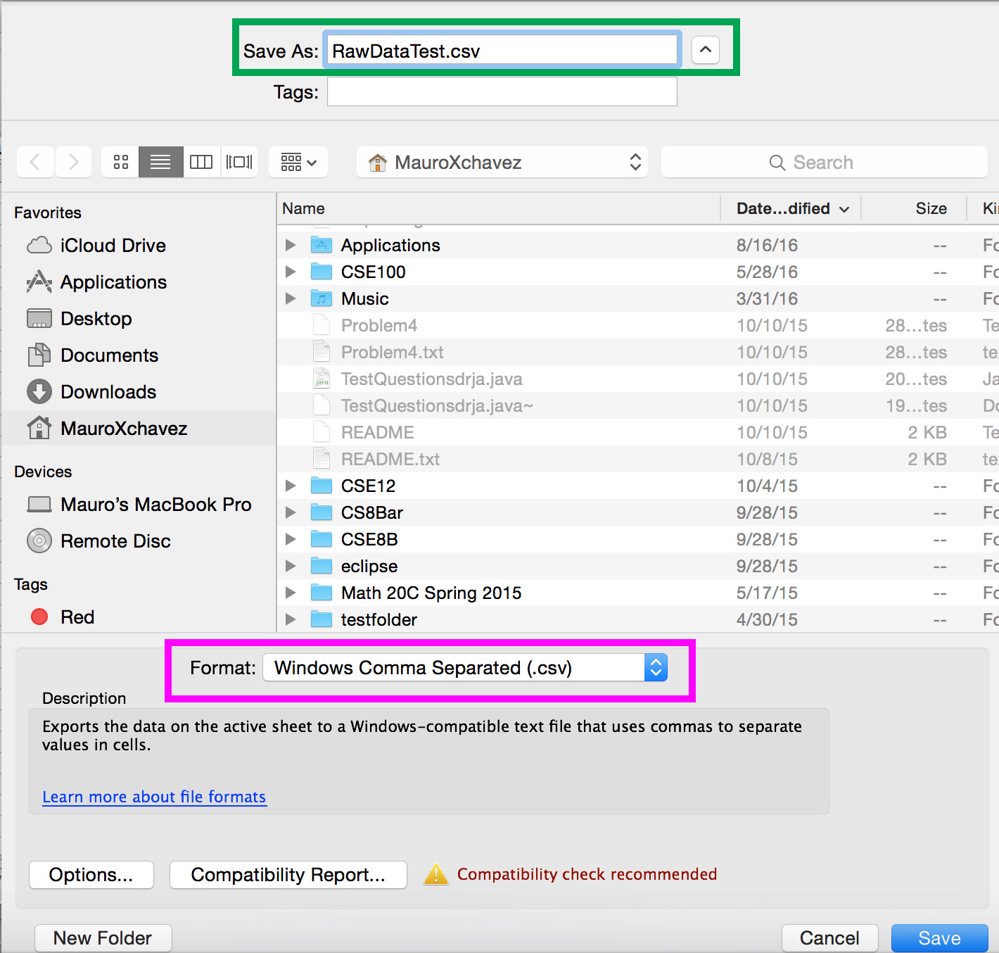 Save As: RawDataTest.csv
Tags:
MauroXchavez
Search
Favorites
iCloud Drive
Applications
Desktop
Documents
Downloads
MauroXchavez
Devices
Mauro’s MacBook Pro
Remote Disc
Tags
Red
Name Date...dified Size Ki
Applications 8/16/16 -- Fo
CSE100 5/28/16 -- Fo
Music 3/31/16 -- Fo
Problem4 10/10/15 28...tes Te
Problem4.txt 10/10/15 28...tes te
TestQuestionsdrja.java 10/10/15 20...tes Ja
TestQuestionsdrja.java~ 10/10/15 19...tes Do
README 10/10/15 2 KB Te
README.txt 10/8/15 2 KB te
CSE12 10/4/15 -- Fo
CS8Bar 9/28/15 -- Fo
CSE8B 9/28/15 -- Fo
eclipse 9/28/15 -- Fo
Math 20C Spring 2015 5/17/15 -- Fo
testfolder 4/30/15 -- Fo
Format: Windows Comma Separated (.csv)
Description
Exports the data on the active sheet to a Windows-compatible text file that uses commas to separate
values in cells.
Learn more about file formats
Options... Compatibility Report... Compatibility check recommended
New Folder Cancel Save